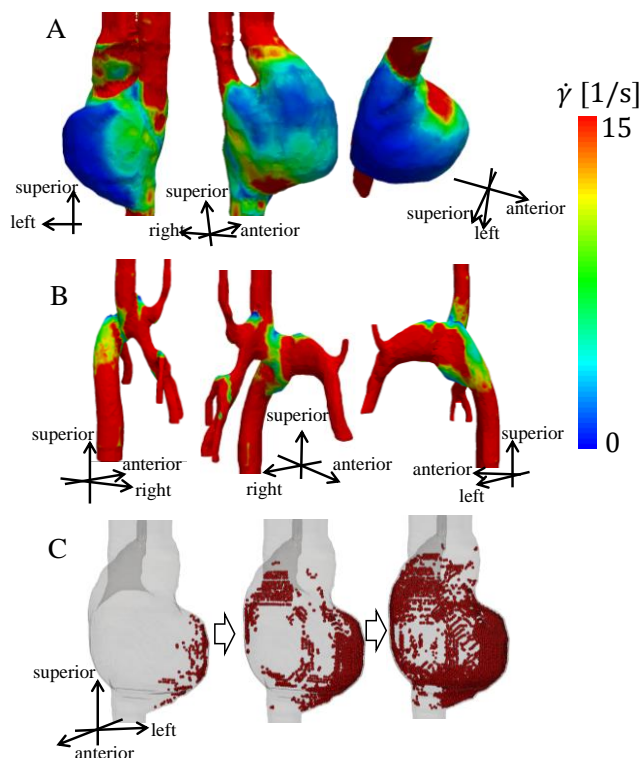 A
superior
left
superior
right
anterior
superior
left
anterior
γ̇ [1/s]
15
0
B
superior
anterior
right
superior
right
anterior
superior
anterior
left
C
superior
left
anterior